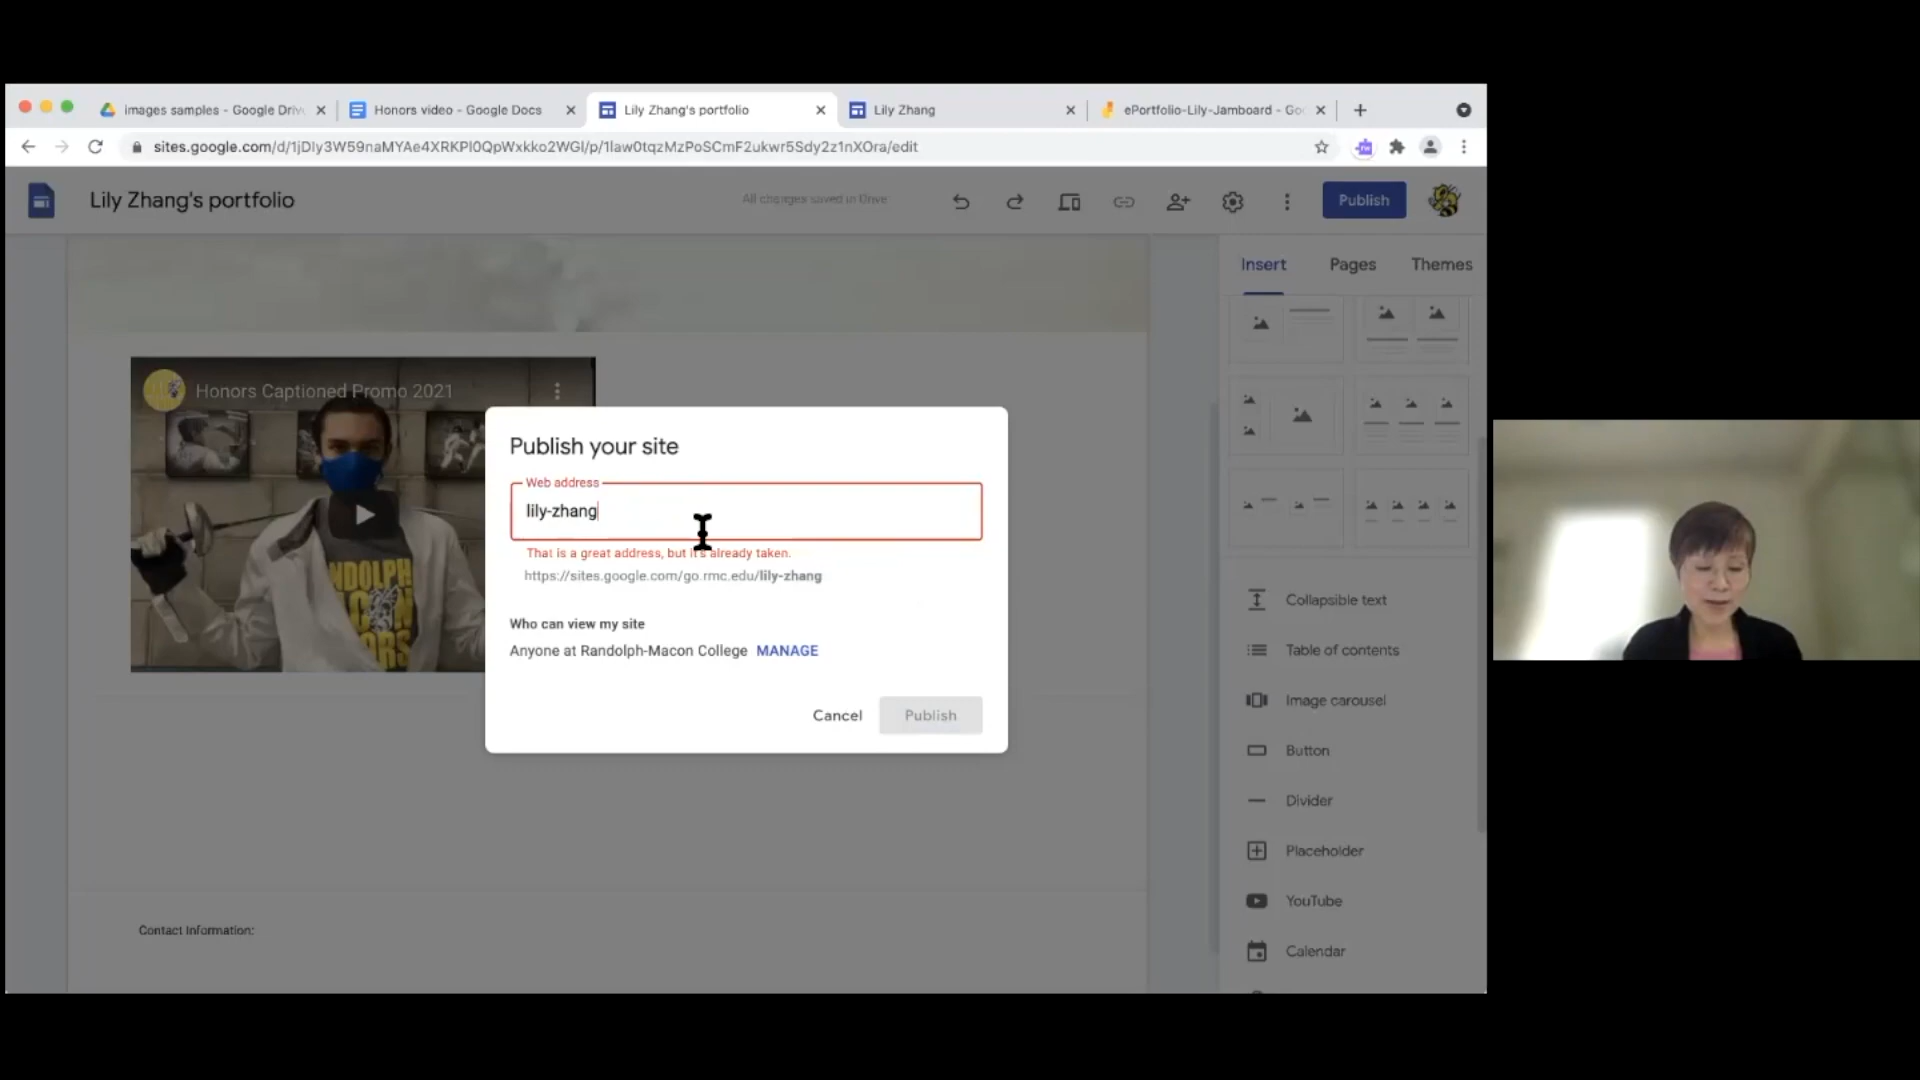 images samples - Google Driv
Honors video - Google Docs
Lily Zhang's portfolio
Lily Zhang
ePortfolio-Lily-Jamboard - Goo
sites.google.com/d/1jDIy3W59naMYAe4XRKPl0QpWxkko2WGl/p/1law0tqzMzPoSCmF2ukwr5Sdy2z1nXOra/edit
Lily Zhang's portfolio
All changes saved in Drive
Publish
Insert
Pages
Themes
Honors Captioned Promo 2021
Publish your site
Web address
lily-zhang
That is a great address, but it's already taken.
https://sites.google.com/go.rmc.edu/lily-zhang
Who can view my site
Anyone at Randolph-Macon College MANAGE
Cancel
Publish
Collapsible text
Table of contents
Image carousel
Button
Divider
Placeholder
YouTube
Calendar
Contact Information: